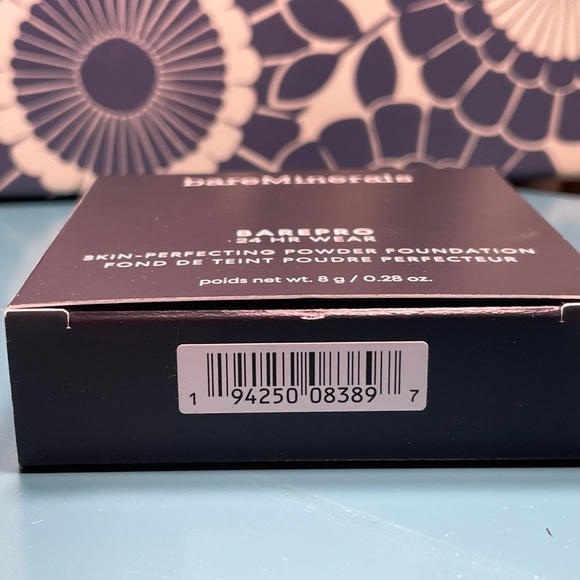 bareMinerals
BAREPRO
24 HR WEAR
SKIN-PERFECTING POWDER FOUNDATION
FOND DE TEINT POUDRE PERFECTEUR
poids net wt. 8 g / 0.28 oz.
1 94250 08389 7